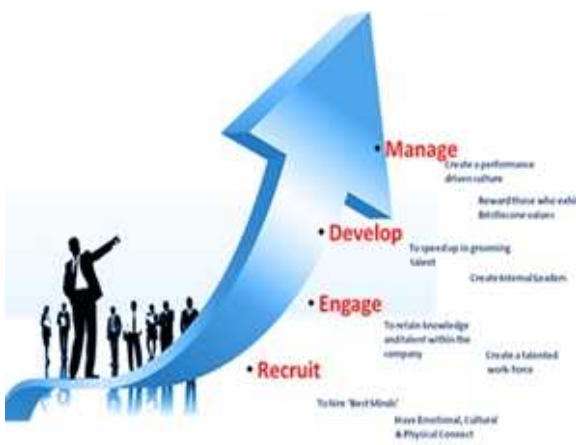 • Manage
Create a performance
driven culture
Reward those who exhi
Bristlecone values
• Develop
To speed up in grooming
talent
Create Internal Leaders
• Engage
To retain knowledge
and talent within the
company
Create a talented
work-force
• Recruit
To hire 'Best Minds'
Have Emotional, Cultural
& Physical Connect